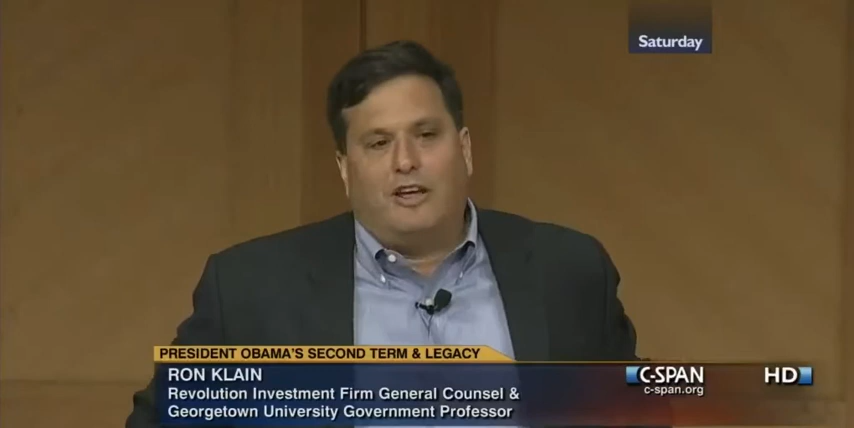 Saturday
PRESIDENT OBAMA'S SECOND TERM & LEGACY
RON KLAIN
Revolution Investment Firm General Counsel &
Georgetown University Government Professor
C-SPAN
c-span.org
HD